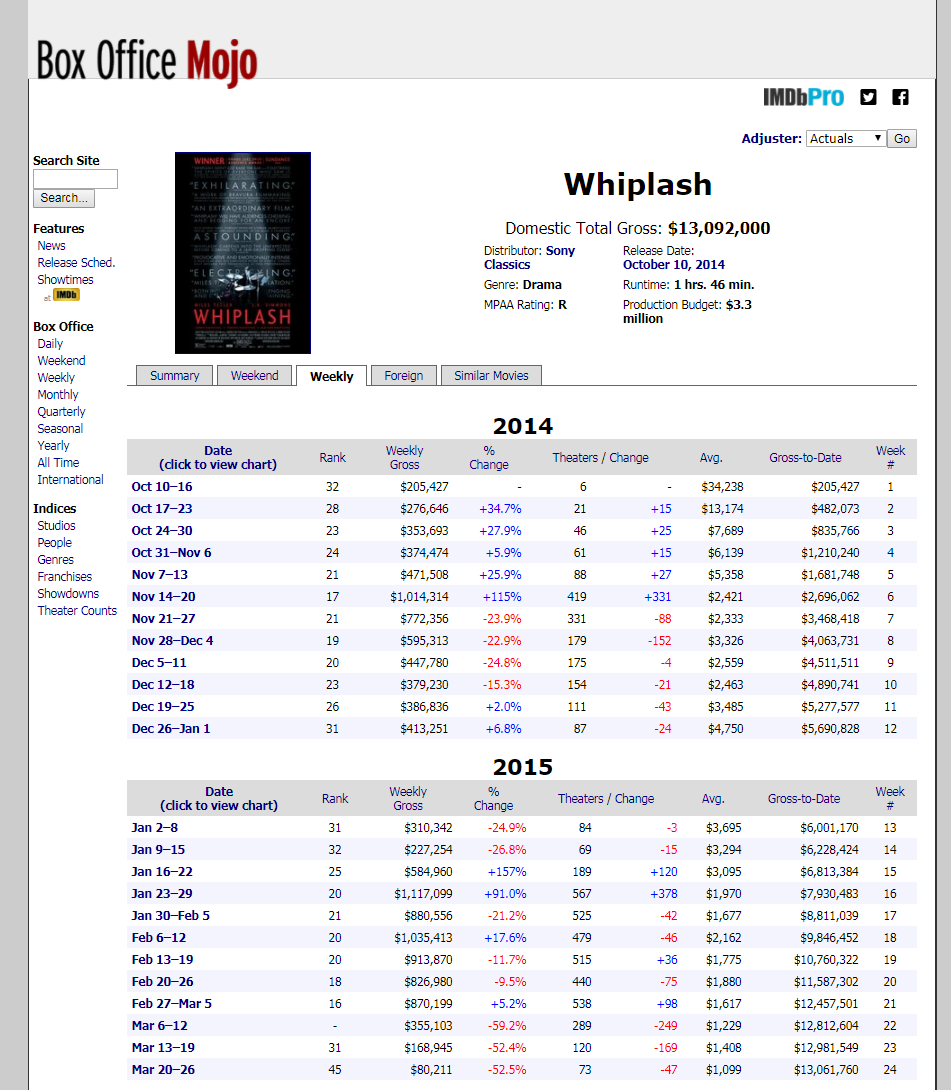 Box Office Mojo
IMDbPro
Adjuster: Actuals Go
Search Site
Search...
Features
News
Release Sched.
Showtimes
at IMDb
Box Office
Daily
Weekend
Weekly
Monthly
Quarterly
Seasonal
Yearly
All Time
International
Indices
Studios
People
Genres
Franchises
Showdowns
Theater Counts
WINNER
"EXHILARATING."
"AN EXTRAORDINARY FILM."
ASTOUNDING."
WHIPLASH
Whiplash
Domestic Total Gross: $13,092,000
Distributor: Sony
Classics
Release Date:
October 10, 2014
Genre: Drama
Runtime: 1 hrs. 46 min.
MPAA Rating: R
Production Budget: $3.3
million
Summary Weekend Weekly Foreign Similar Movies
2014
Date
(click to view chart) Rank Weekly
Gross %
Change Theaters / Change Avg. Gross-to-Date Week
#
Oct 10–16 32 $205,427 - 6 - $34,238 $205,427 1
Oct 17–23 28 $276,646 +34.7% 21 +15 $13,174 $482,073 2
Oct 24–30 23 $353,693 +27.9% 46 +25 $7,689 $835,766 3
Oct 31–Nov 6 24 $374,474 +5.9% 61 +15 $6,139 $1,210,240 4
Nov 7–13 21 $471,508 +25.9% 88 +27 $5,358 $1,681,748 5
Nov 14–20 17 $1,014,314 +115% 419 +331 $2,421 $2,696,062 6
Nov 21–27 21 $772,356 -23.9% 331 -88 $2,333 $3,468,418 7
Nov 28–Dec 4 19 $595,313 -22.9% 179 -152 $3,326 $4,063,731 8
Dec 5–11 20 $447,780 -24.8% 175 -4 $2,559 $4,511,511 9
Dec 12–18 23 $379,230 -15.3% 154 -21 $2,463 $4,890,741 10
Dec 19–25 26 $386,836 +2.0% 111 -43 $3,485 $5,277,577 11
Dec 26–Jan 1 31 $413,251 +6.8% 87 -24 $4,750 $5,690,828 12
2015
Date
(click to view chart) Rank Weekly
Gross %
Change Theaters / Change Avg. Gross-to-Date Week
#
Jan 2–8 31 $310,342 -24.9% 84 -3 $3,695 $6,001,170 13
Jan 9–15 32 $227,254 -26.8% 69 -15 $3,294 $6,228,424 14
Jan 16–22 25 $584,960 +157% 189 +120 $3,095 $6,813,384 15
Jan 23–29 20 $1,117,099 +91.0% 567 +378 $1,970 $7,930,483 16
Jan 30–Feb 5 21 $880,556 -21.2% 525 -42 $1,677 $8,811,039 17
Feb 6–12 20 $1,035,413 +17.6% 479 -46 $2,162 $9,846,452 18
Feb 13–19 20 $913,870 -11.7% 515 +36 $1,775 $10,760,322 19
Feb 20–26 18 $826,980 -9.5% 440 -75 $1,880 $11,587,302 20
Feb 27–Mar 5 16 $870,199 +5.2% 538 +98 $1,617 $12,457,501 21
Mar 6–12 - $355,103 -59.2% 289 -249 $1,229 $12,812,604 22
Mar 13–19 31 $168,945 -52.4% 120 -169 $1,408 $12,981,549 23
Mar 20–26 45 $80,211 -52.5% 73 -47 $1,099 $13,061,760 24